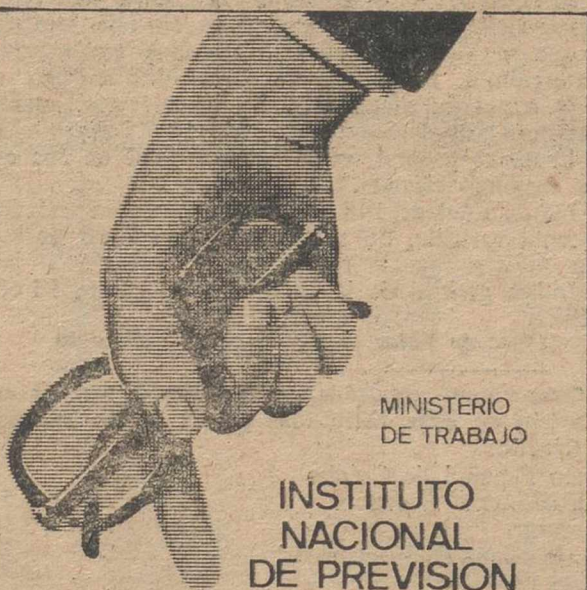 MINISTERIO
DE TRABAJO
INSTITUTO
NACIONAL
DE PREVISION